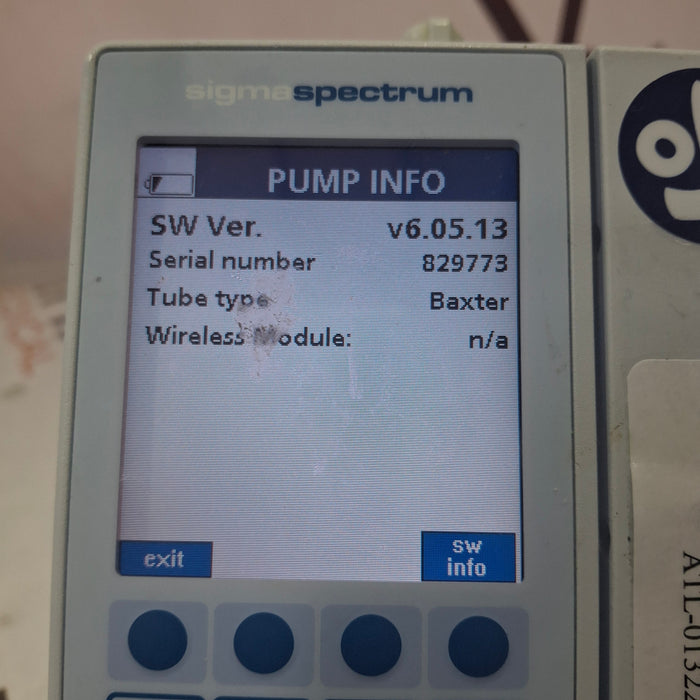 sigmaspectrum
PUMP INFO
SW Ver. v6.05.13
Serial number 829773
Tube type Baxter
Wireless Module: n/a
exit
sw
info